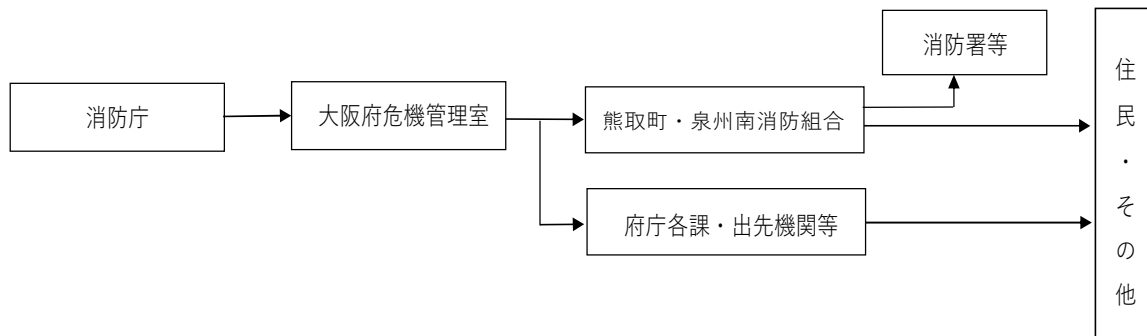 消防署等
消防庁
大阪府危機管理室
熊取町・泉州南消防組合
府庁各課・出先機関等
住民・その他